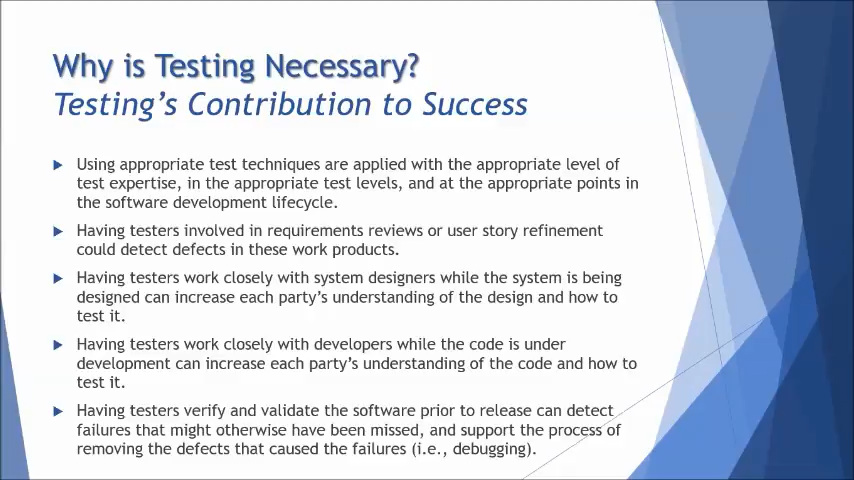 Why is Testing Necessary?
Testing's Contribution to Success
Using appropriate test techniques are applied with the appropriate level of
test expertise, in the appropriate test levels, and at the appropriate points in
the software development lifecycle.
Having testers involved in requirements reviews or user story refinement
could detect defects in these work products.
Having testers work closely with system designers while the system is being
designed can increase each party's understanding of the design and how to
test it.
Having testers work closely with developers while the code is under
development can increase each party's understanding of the code and how to
test it.
Having testers verify and validate the software prior to release can detect
failures that might otherwise have been missed, and support the process of
removing the defects that caused the failures (i.e., debugging).